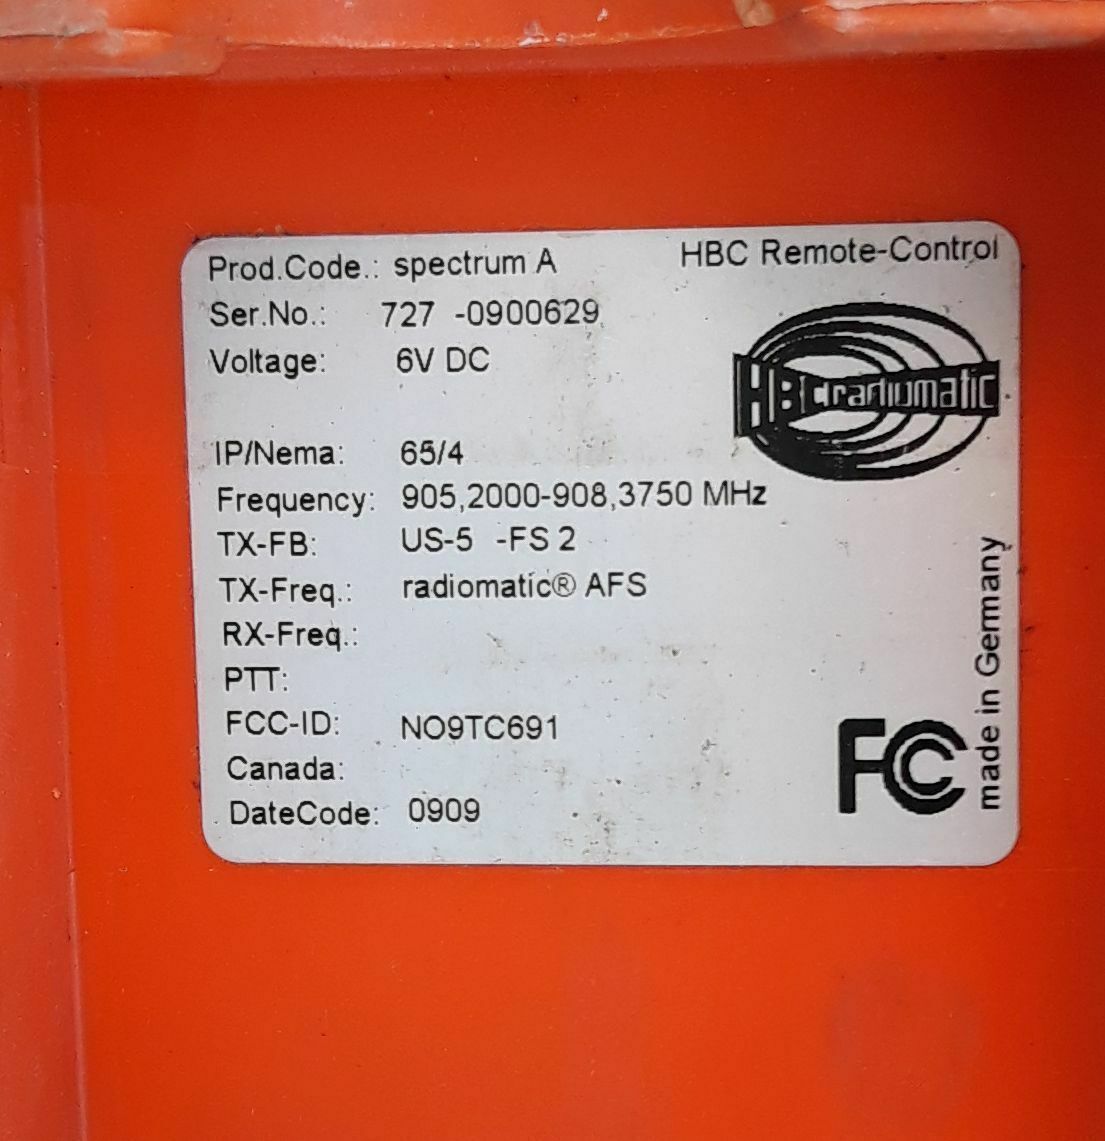 Prod.Code.: spectrum A
HBC Remote-Control
Ser.No.: 727 -0900629
Voltage: 6V DC
HBC radiomatic
IP/Nema: 65/4
Frequency: 905,2000-908,3750 MHz
TX-FB: US-5 -FS 2
TX-Freq.: radiomatic® AFS
RX-Freq.:
PTT:
FCC-ID: NO9TC691
Canada:
DateCode: 0909
FC
made in Germany